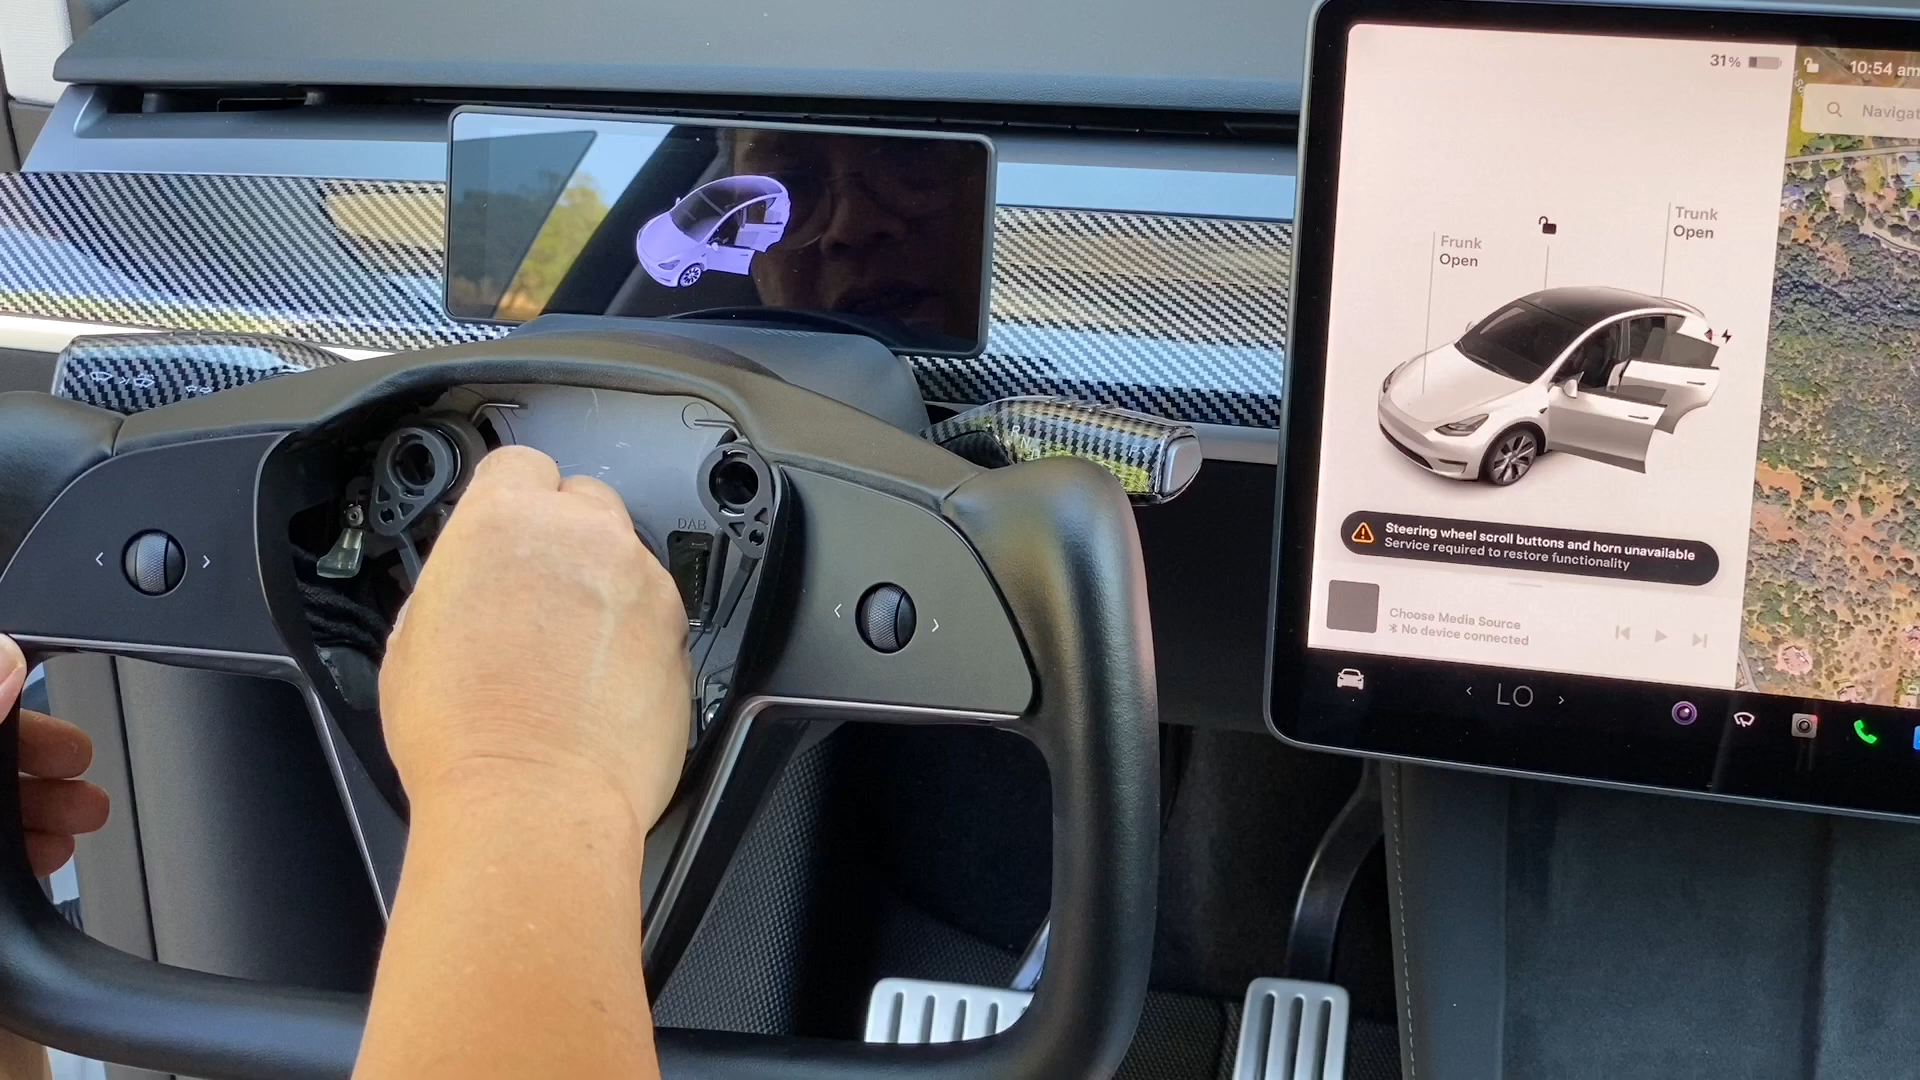 31%
10:54 am
Navigat
Trunk
Open
Frunk
Open
Steering wheel scroll buttons and horn unavailable
Service required to restore functionality
Choose Media Source
No device connected
LO
DAB
R
N